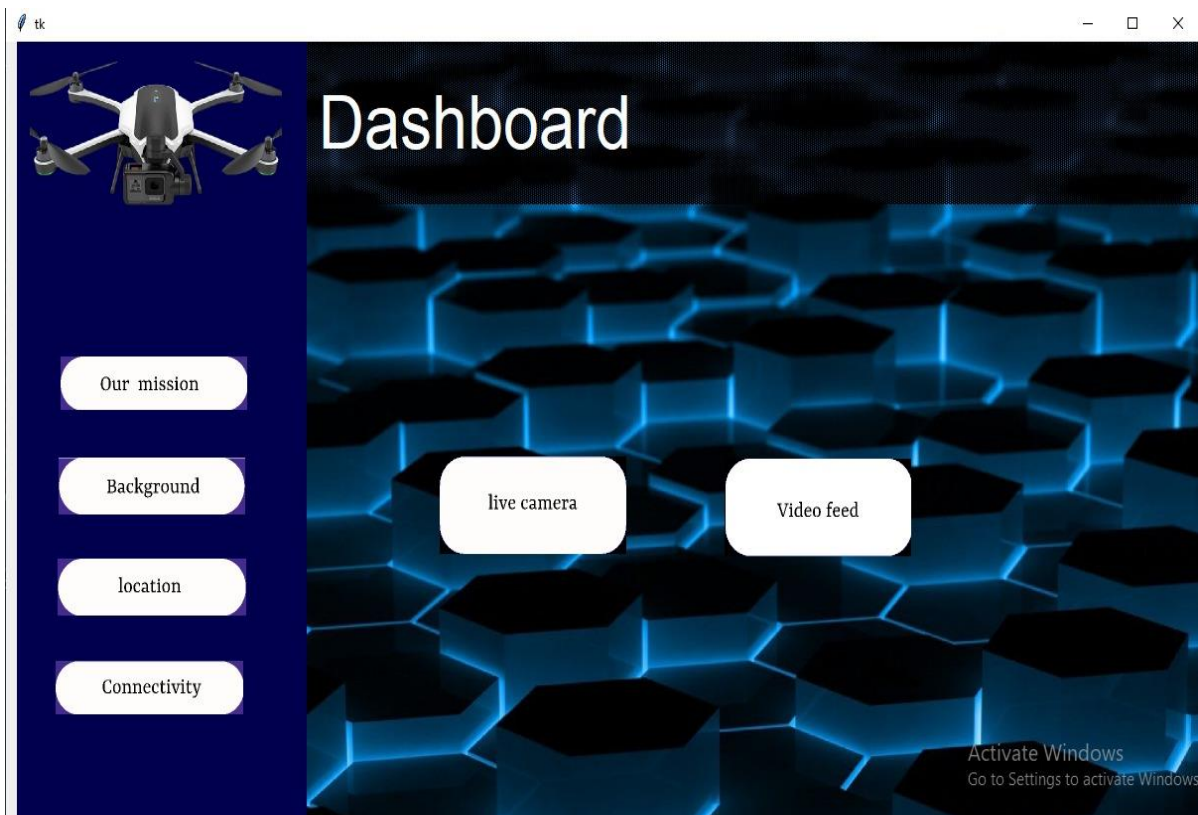 tk
Dashboard
Our mission
Background
live camera
Video feed
location
Connectivity
Activate Windows
Go to Settings to activate Windows